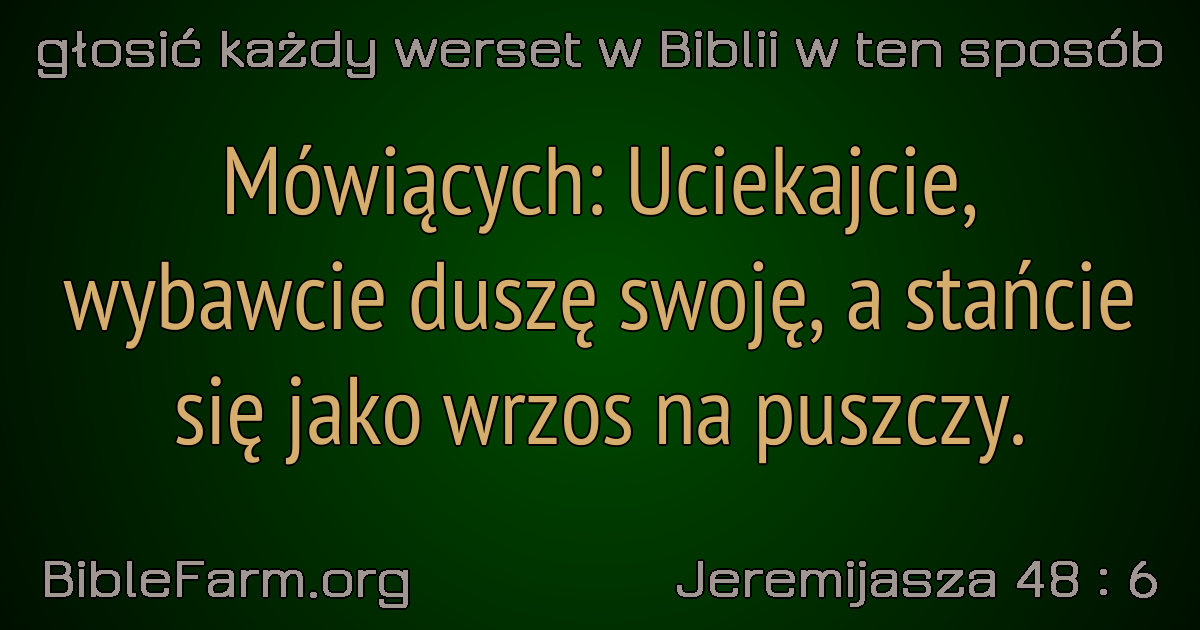 głosić każdy werset w Biblii w ten sposób
Mówiących: Uciekajcie,
wybawcie duszę swoję, a stańcie
się jako wrzos na puszczy.
BibleFarm.org
Jeremijasza 48 : 6